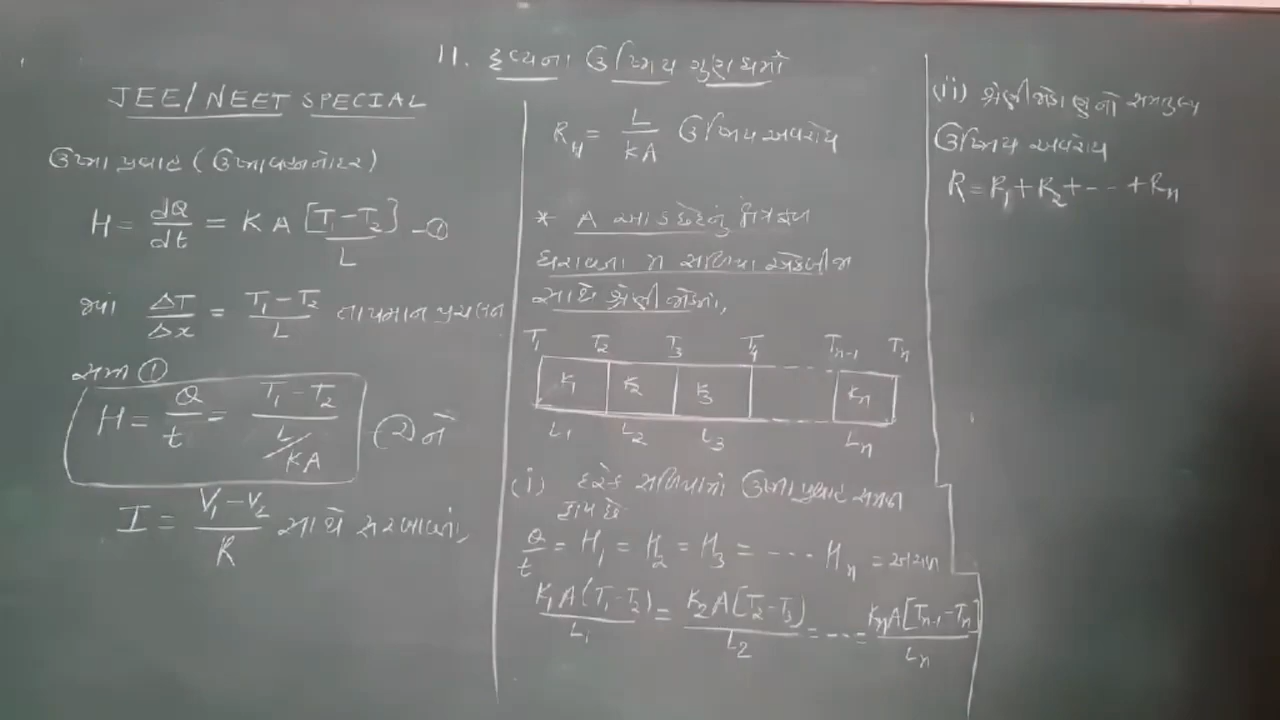 11. દ્રવ્યના ઉષ્મીય ગુણધર્મો
JEE/NEET SPECIAL
ઉષ્મા પ્રવાહ (ઉષ્માવહનનો દર)
H = dQ/dt = KA [T₁-T₂]/L -①
જ્યાં ΔT/Δx = T₁-T₂/L તાપમાન પ્રચલન
સમી ①
H = Q/t = T₁-T₂/(L/KA) ②ને
I = V₁-V₂/R સાથે સરખાવતાં,
R_H = L/KA ઉષ્મીય અવરોધ
* A આડછેદનું ક્ષેત્રફળ
ધરાવતા n સળિયા એકબીજા
સાથે શ્રેણી જોડતાં,
T₁ T₂ T₃ T₄ Tₙ₋₁ Tₙ
K₁ K₂ K₃ Kₙ
L₁ L₂ L₃ Lₙ
(i) દરેક સળિયામાં ઉષ્મા પ્રવાહ સમાન
હોય છે
Q/t = H₁ = H₂ = H₃ = ---- Hₙ = અચળ
K₁A(T₁-T₂)/L₁ = K₂A[T₂-T₃)/L₂ = --- = KₙA[Tₙ₋₁-Tₙ]/Lₙ
(ii) શ્રેણી જોડાણનો સમતુલ્ય
ઉષ્મીય અવરોધ
R = R₁ + R₂ + --- + Rₙ